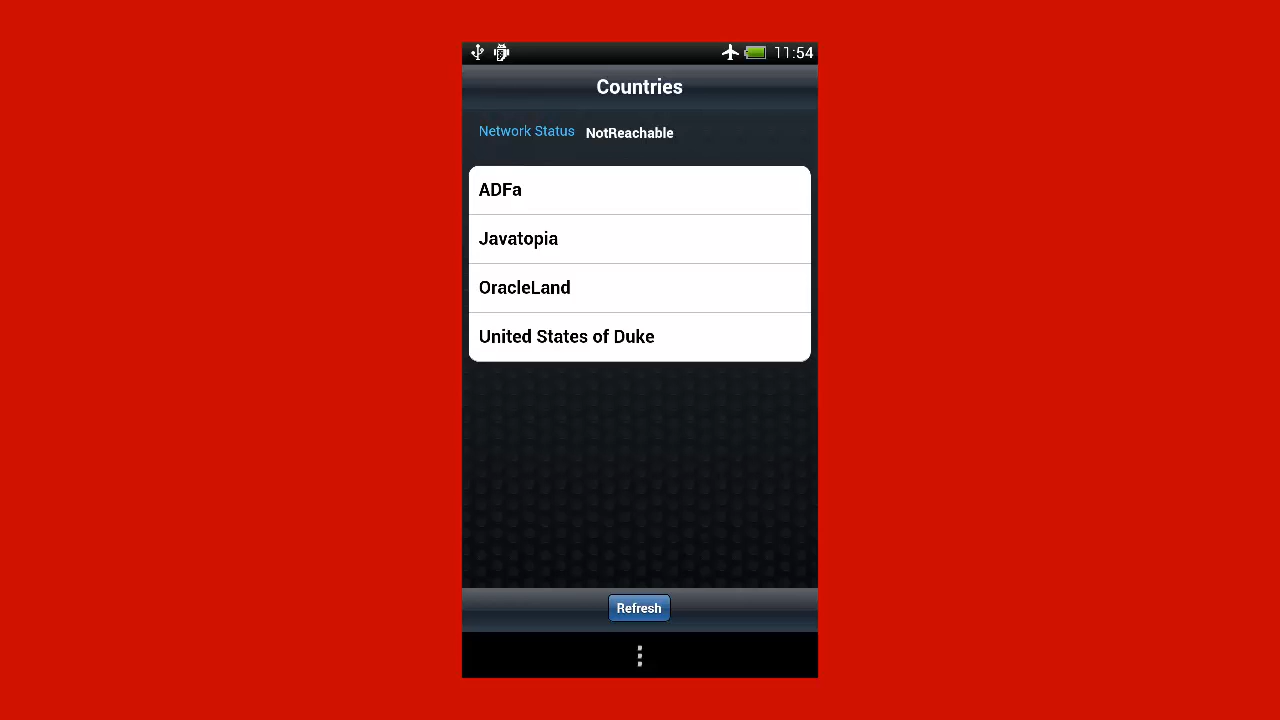 11:54
Countries
Network Status NotReachable
ADFa
Javatopia
OracleLand
United States of Duke
Refresh